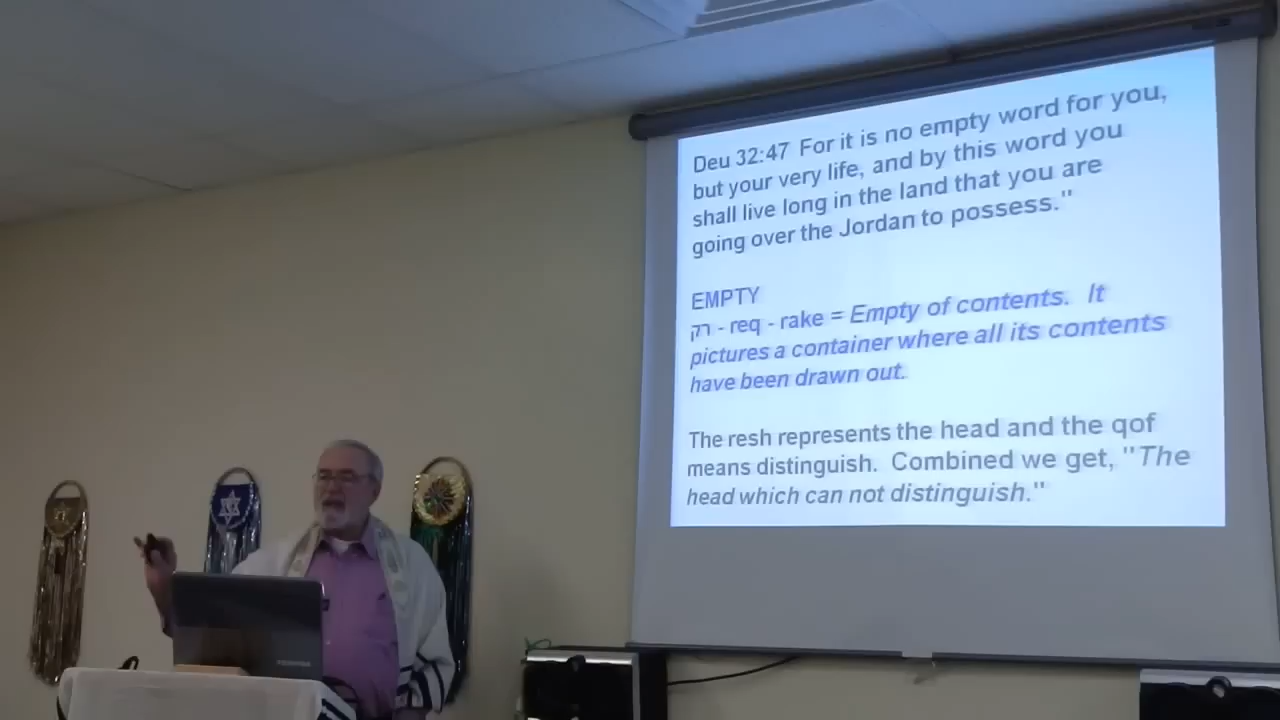 Deu 32:47 For it is no empty word for you,
but your very life, and by this word you
shall live long in the land that you are
going over the Jordan to possess."
EMPTY
רק - req - rake = Empty of contents. It
pictures a container where all its contents
have been drawn out.
The resh represents the head and the qof
means distinguish. Combined we get, "The
head which can not distinguish."
TOSHIBA